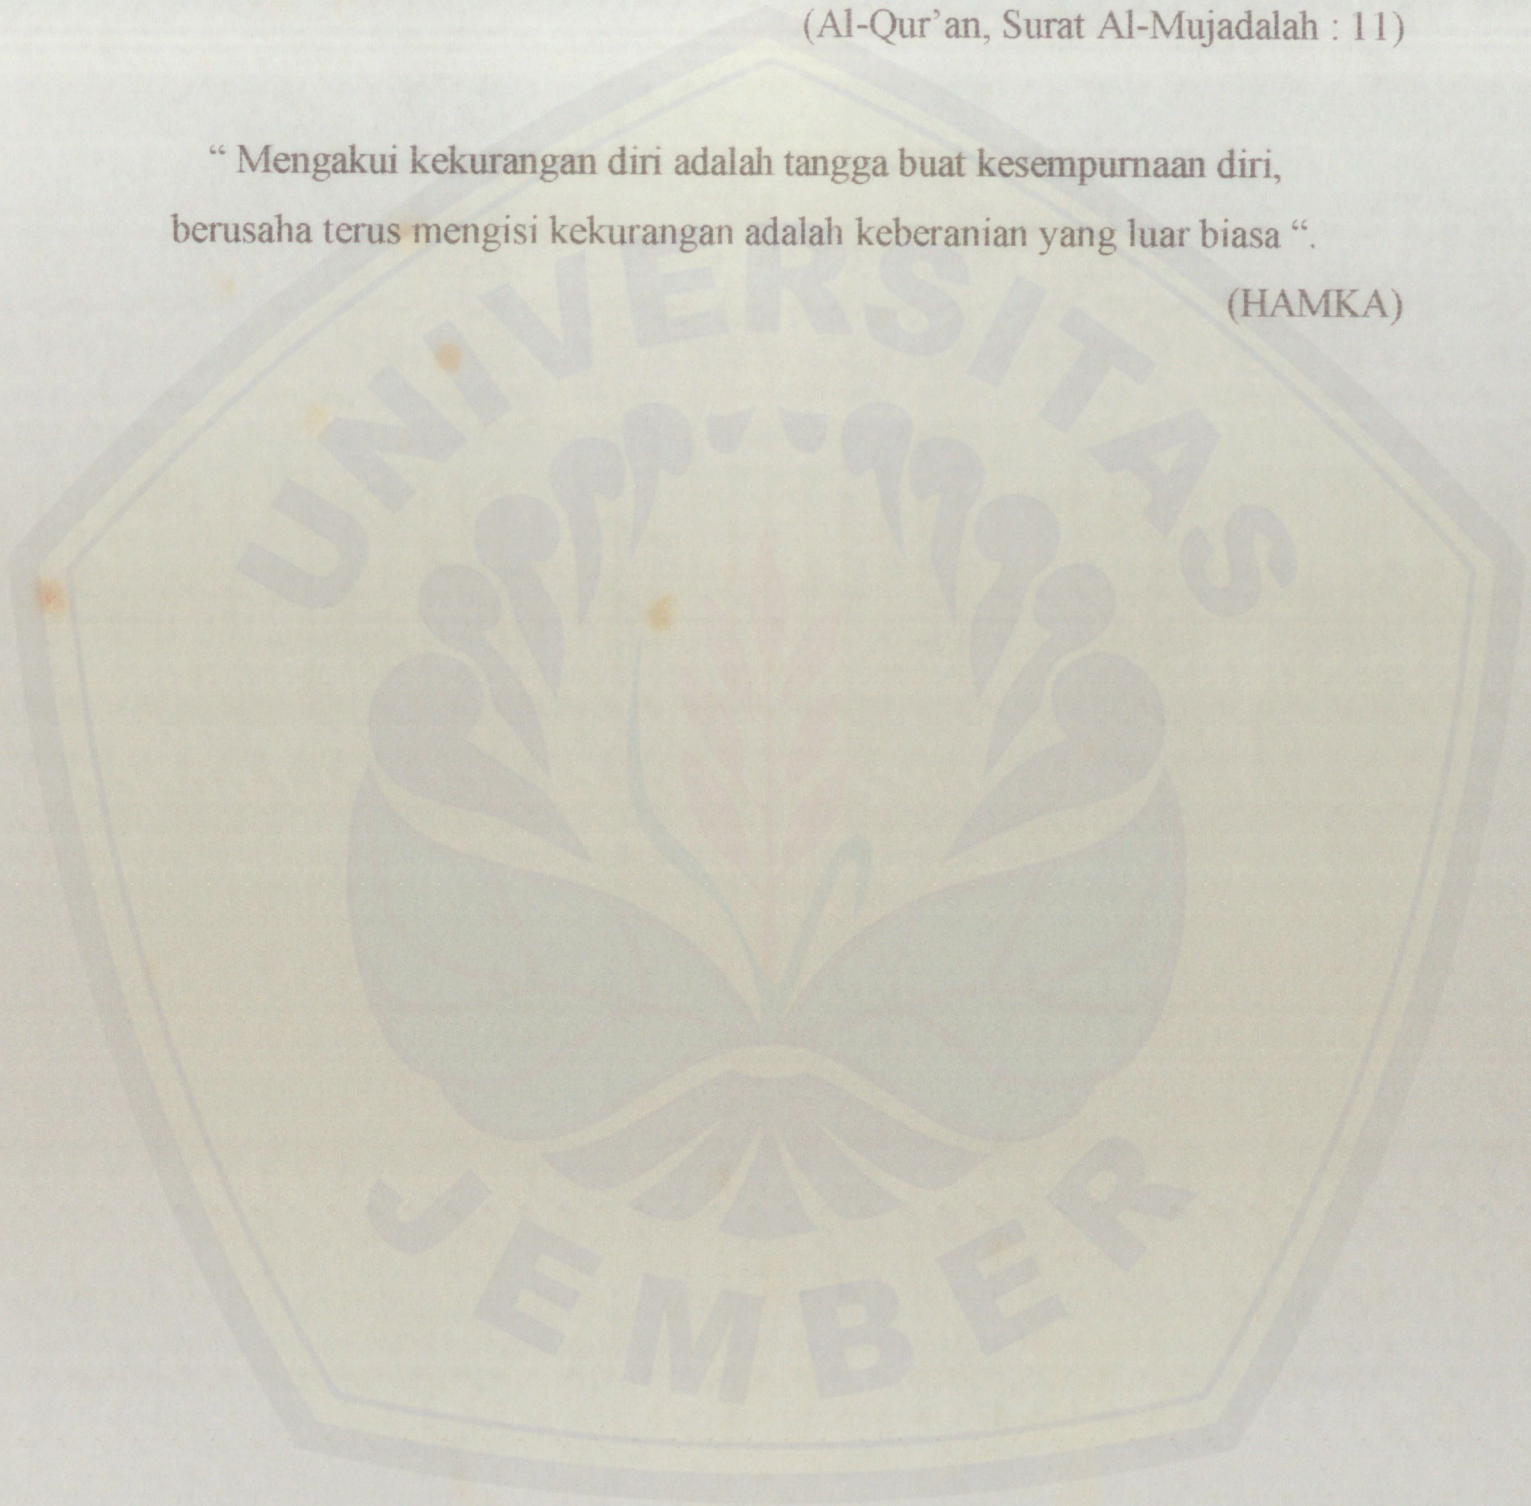 (Al-Qur’an, Surat Al-Mujadalah : 11)
“ Mengakui kekurangan diri adalah tangga buat kesempurnaan diri,
berusaha terus mengisi kekurangan adalah keberanian yang luar biasa “.
(HAMKA)
UNIVERSITAS
JEMBER